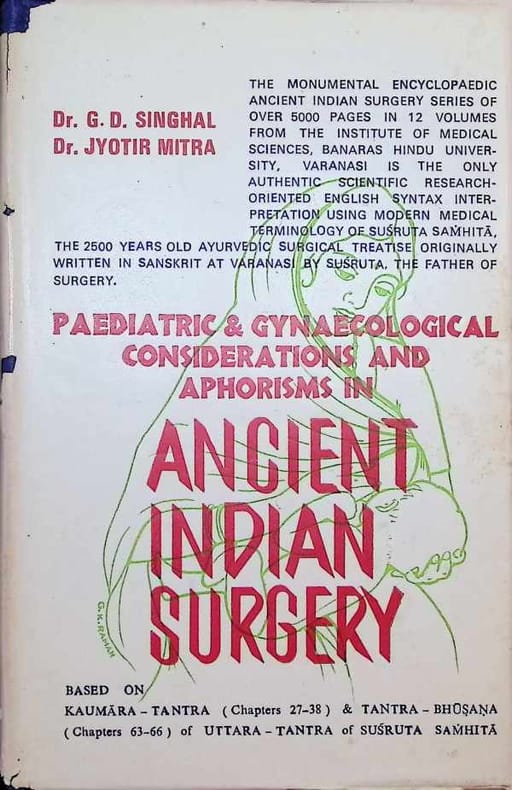 THE MONUMENTAL ENCYCLOPAEDIC
ANCIENT INDIAN SURGERY SERIES OF
Dr. G. D. SINGHAL
OVER 5000 PAGES IN 12 VOLUMES
FROM THE INSTITUTE OF MEDICAL
Dr. JYOTIR MITRA
SCIENCES, BANARAS HINDU UNIVER-
SITY, VARANASI IS THE ONLY
AUTHENTIC SCIENTIFIC RESEARCH-
ORIENTED ENGLISH SYNTAX INTER-
PRETATION USING MODERN MEDICAL
TERMINOLOGY OF SUŚRUTA SAṀHITĀ,
THE 2500 YEARS OLD AYURVEDIC SURGICAL TREATISE ORIGINALLY
WRITTEN IN SANSKRIT AT VARANASI BY SUŚRUTA, THE FATHER OF
SURGERY.
PAEDIATRIC & GYNAECOLOGICAL
CONSIDERATIONS AND
APHORISMS IN
ANCIENT
INDIAN
SURGERY
G.K.RAMAN
BASED ON
KAUMĀRA – TANTRA ( Chapters 27-38 ) & TANTRA – BHŪṢAṆA
( Chapters 63-66 ) of UTTARA – TANTRA of SUŚRUTA SAṀHITĀ